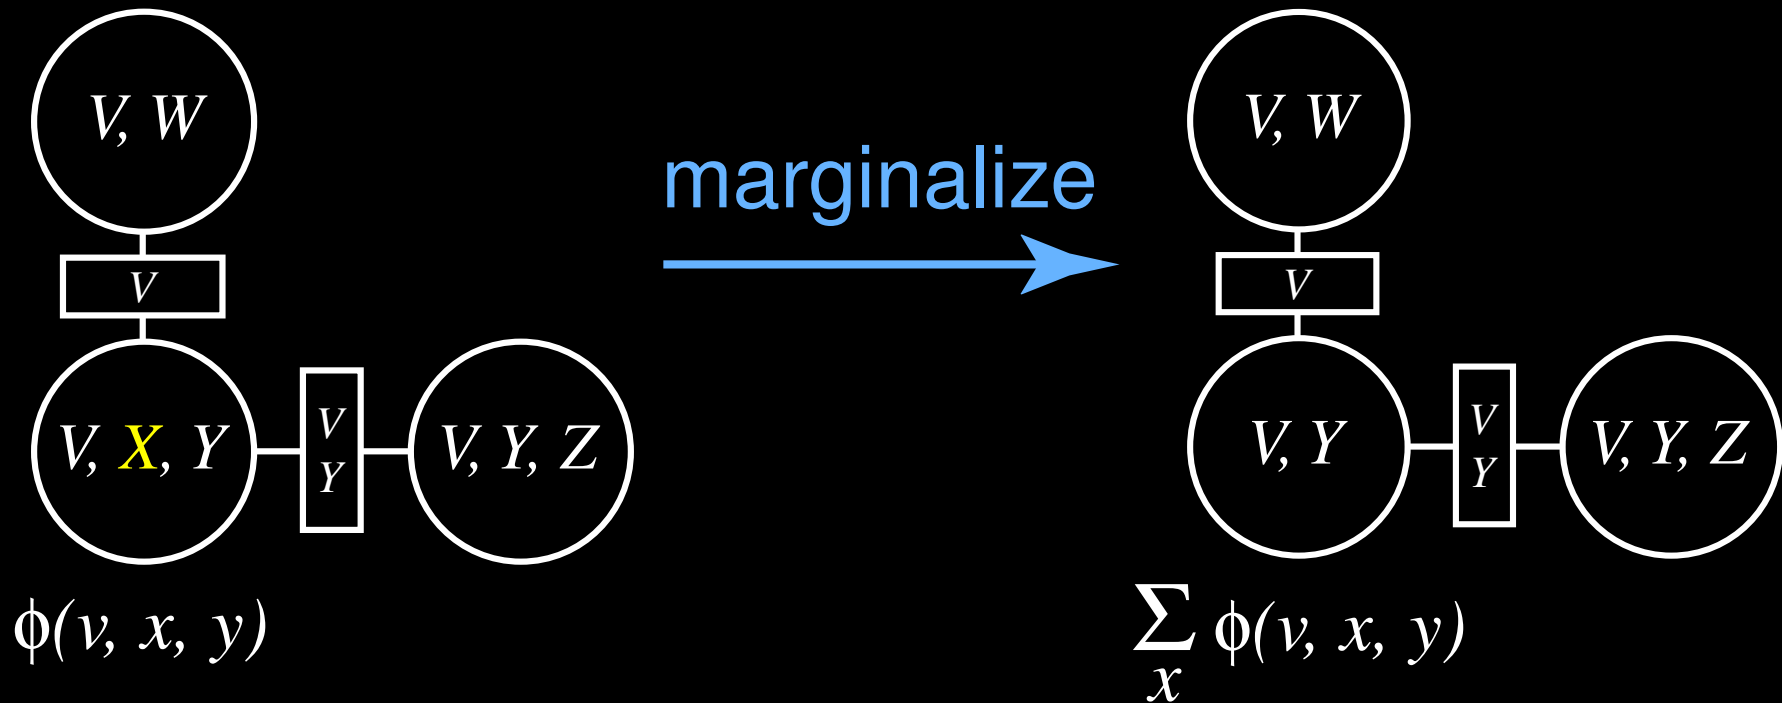 V, W
V
V, X, Y
V
Y
V, Y, Z
ϕ(v, x, y)
marginalize
V, W
V
V, Y
V
Y
V, Y, Z
∑ ϕ(v, x, y)
x